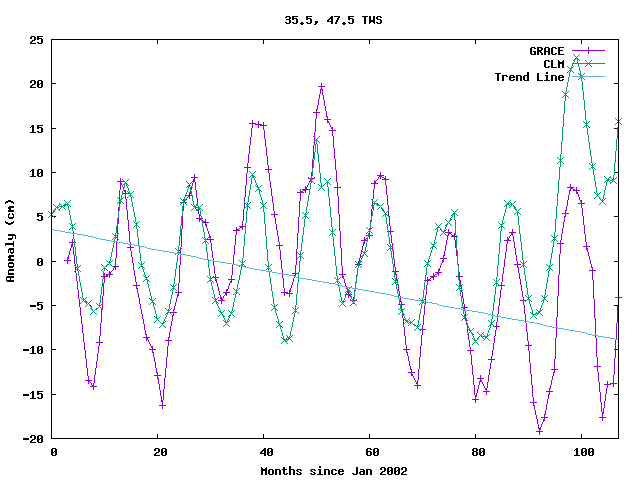 35.5, 47.5 TWS
GRACE
CLM
Trend Line
25
20
15
10
5
0
-5
-10
-15
-20
Anomaly (cm)
0 20 40 60 80 100
Months since Jan 2002